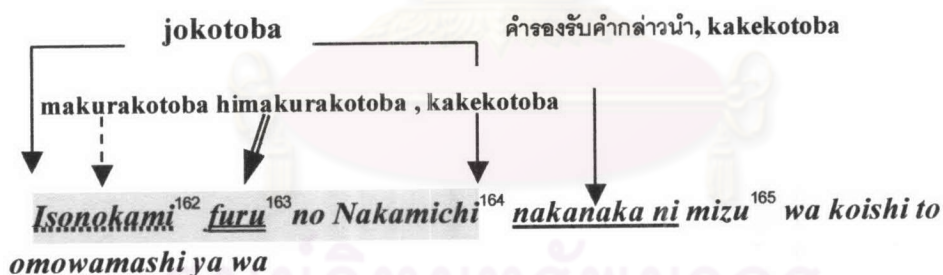 jokotoba คำรองรับคำกล่าวนำ, kakekotoba
makurakotoba himakurakotoba , kakekotoba
Isonokami¹⁶² furu¹⁶³ no Nakamichi¹⁶⁴ nakanaka ni mizu¹⁶⁵ wa koishi to
omowamashi ya wa